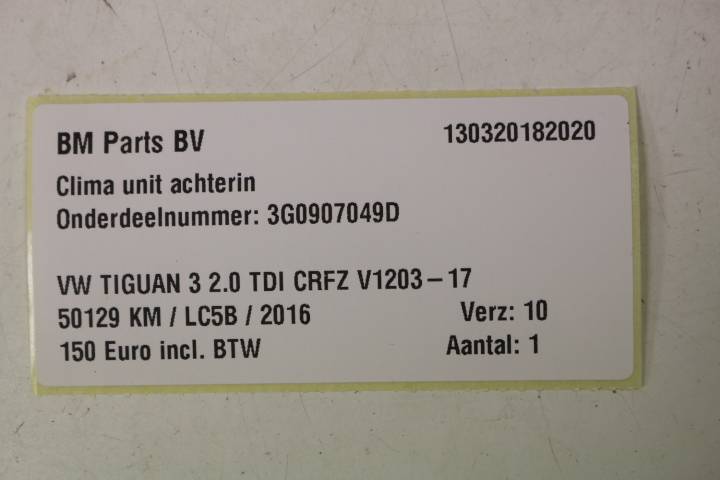 BM Parts BV 130320182020
Clima unit achterin
Onderdeelnummer: 3G0907049D
VW TIGUAN 3 2.0 TDI CRFZ V1203-17
50129 KM / LC5B / 2016 Verz: 10
150 Euro incl. BTW Aantal: 1